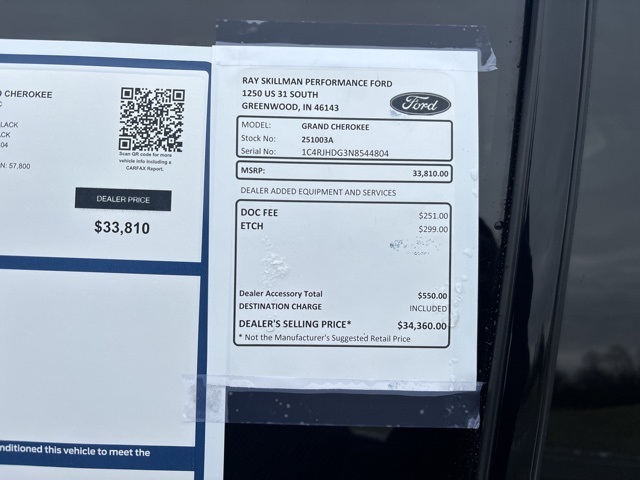 CHEROKEE
LACK
ACK
04
N: 57,800
Scan QR code for more
vehicle info including a
CARFAX Report.
DEALER PRICE
$33,810
nditioned this vehicle to meet the
RAY SKILLMAN PERFORMANCE FORD
1250 US 31 SOUTH
GREENWOOD, IN 46143
Ford
MODEL: GRAND CHEROKEE
Stock No: 251003A
Serial No: 1C4RJHDG3N8544804
MSRP: 33,810.00
DEALER ADDED EQUIPMENT AND SERVICES
DOC FEE $251.00
ETCH $299.00
Dealer Accessory Total $550.00
DESTINATION CHARGE INCLUDED
DEALER'S SELLING PRICE* $34,360.00
* Not the Manufacturer's Suggested Retail Price